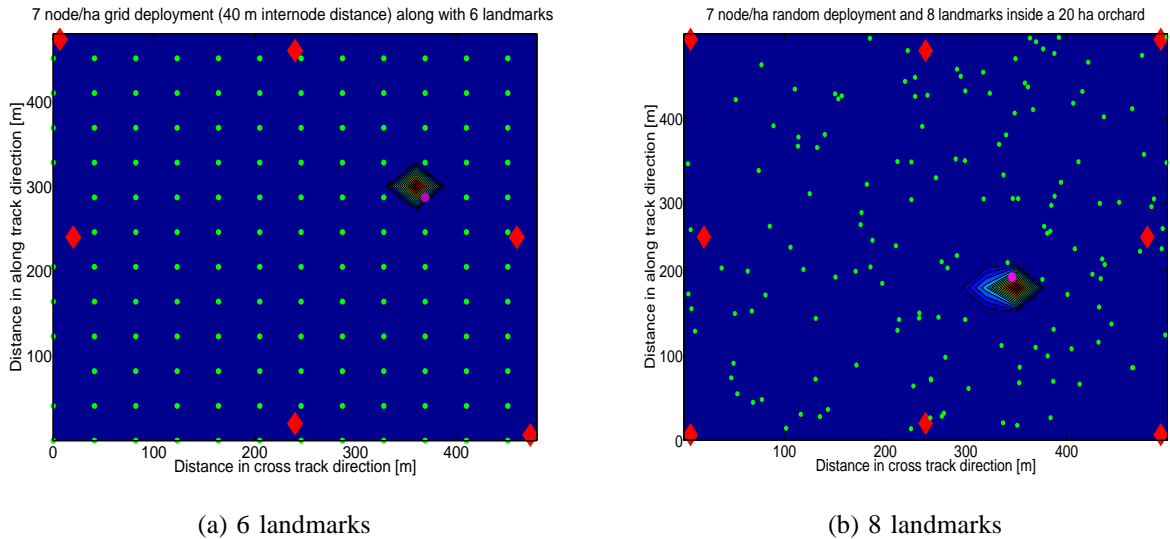 7 node/ha grid deployment (40 m internode distance) along with 6 landmarks
Distance in along track direction [m]
400
300
200
100
0
0
100
200
300
400
Distance in cross track direction [m]
(a) 6 landmarks
7 node/ha random deployment and 8 landmarks inside a 20 ha orchard
Distance in along track direction [m]
400
300
200
100
100
200
300
400
Distance in cross track direction [m]
(b) 8 landmarks